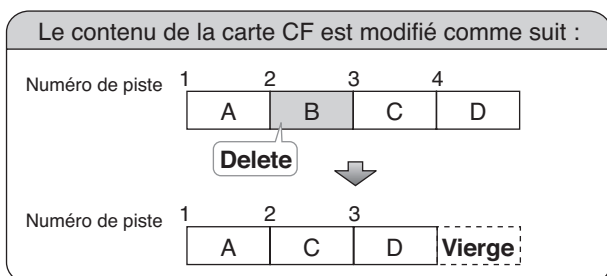 Le contenu de la carte CF est modifié comme suit :
Numéro de piste 1 2 3 4
A B C D
Delete
Numéro de piste 1 2 3
A C D Vierge